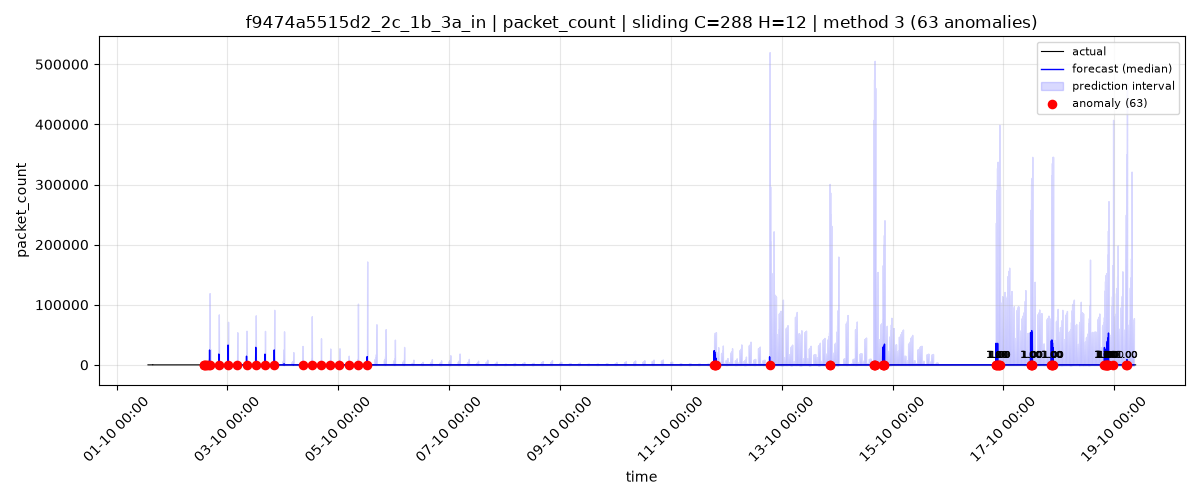 f9474a5515d2_2c_1b_3a_in | packet_count | sliding C=288 H=12 | method 3 (63 anomalies)
actual
forecast (median)
prediction interval
anomaly (63)
packet_count
500000
400000
300000
200000
100000
0
01-10 00:00
03-10 00:00
05-10 00:00
07-10 00:00
09-10 00:00
11-10 00:00
13-10 00:00
15-10 00:00
17-10 00:00
19-10 00:00
time